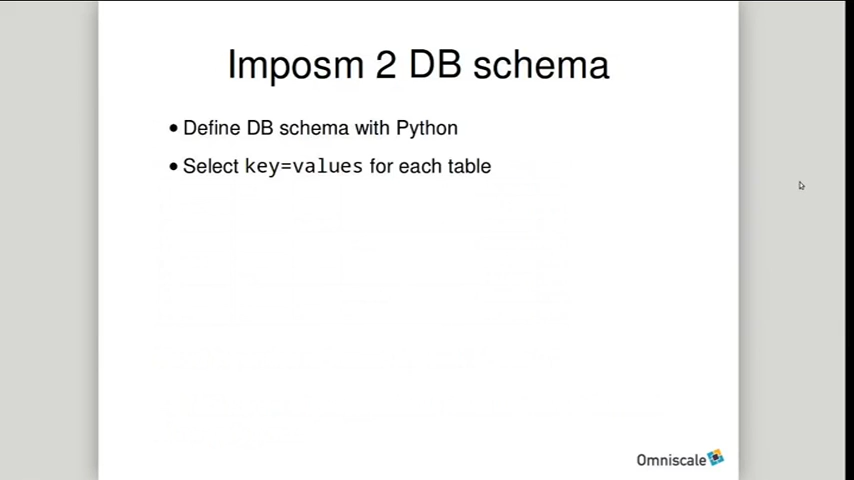 Imposm 2 DB schema
• Define DB schema with Python
• Select key=values for each table
Omniscale